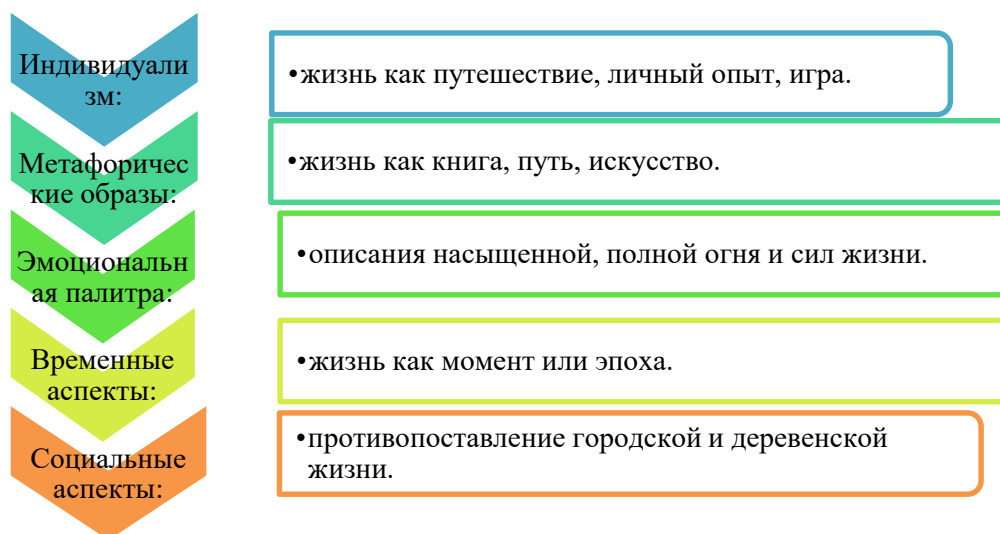 Индивидуали
зм:
•жизнь как путешествие, личный опыт, игра.
Метафоричес
кие образы:
•жизнь как книга, путь, искусство.
Эмоциональн
ая палитра:
•описания насыщенной, полной огня и сил жизни.
Временные
аспекты:
•жизнь как момент или эпоха.
Социальные
аспекты:
•противопоставление городской и деревенской
жизни.